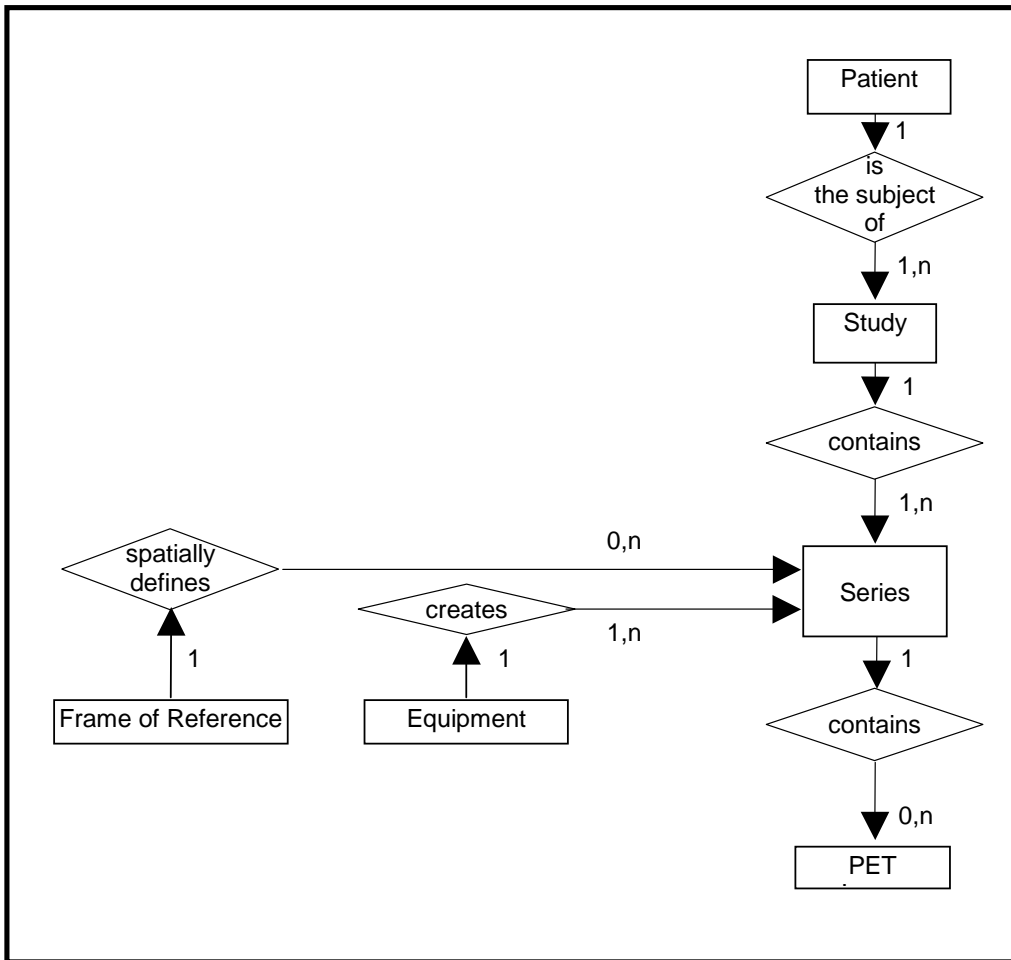 Patient
1
is
the subject
of
1,n
Study
1
contains
1,n
spatially
defines
0,n
Series
creates
1,n
1
1
1
Frame of Reference
Equipment
contains
0,n
PET